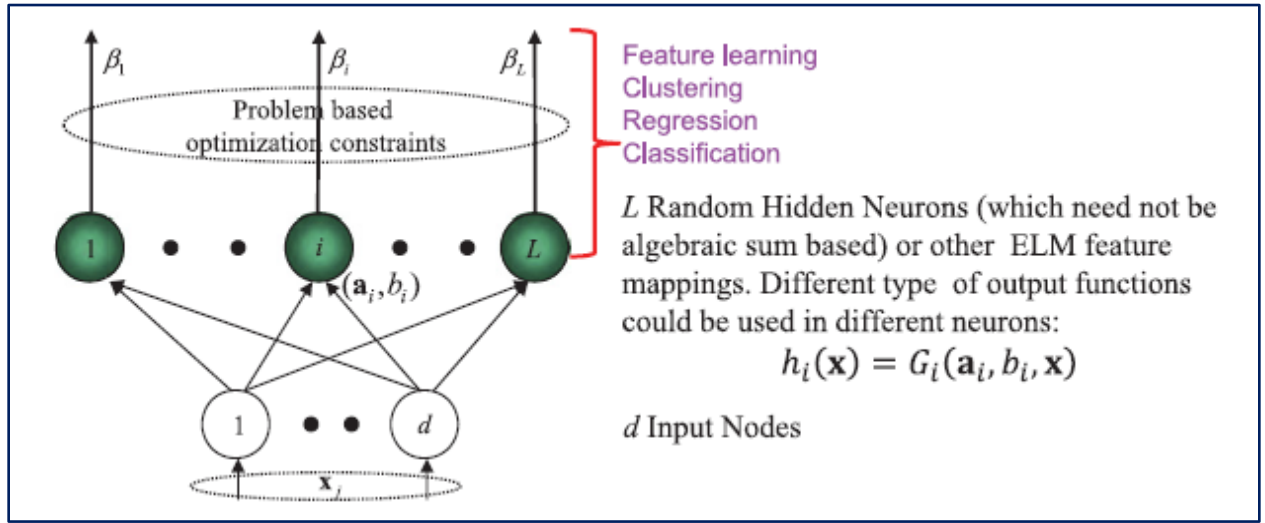 β₁ βᵢ β_L
Problem based
optimization constraints
1 i L
(aᵢ, bᵢ)
1 d
xⱼ
Feature learning
Clustering
Regression
Classification
L Random Hidden Neurons (which need not be
algebraic sum based) or other ELM feature
mappings. Different type of output functions
could be used in different neurons:
hᵢ(x) = Gᵢ(aᵢ, bᵢ, x)
d Input Nodes